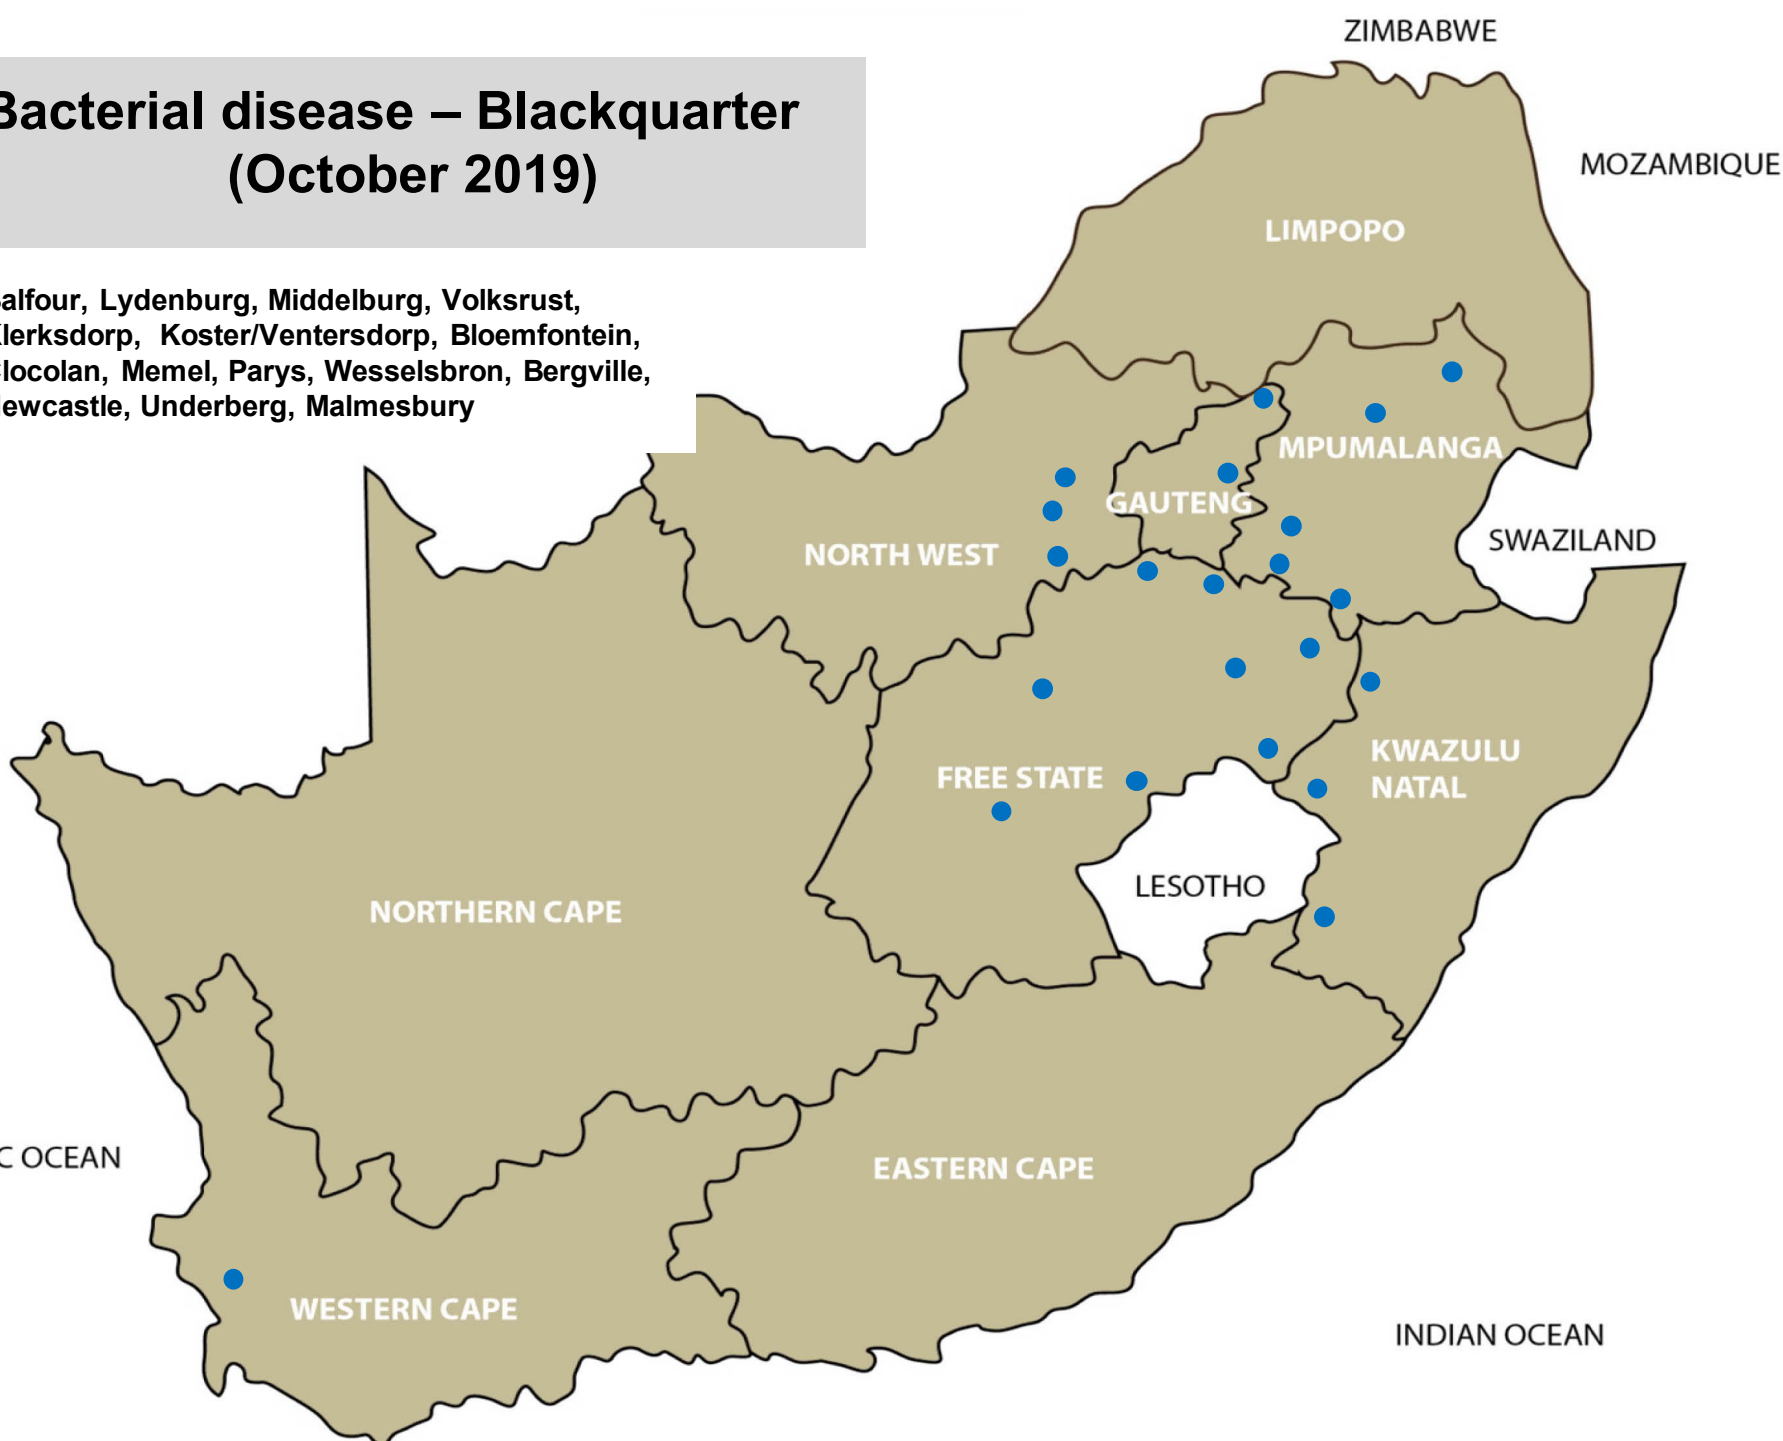 Bacterial disease – Blackquarter
(October 2019)
alfour, Lydenburg, Middelburg, Volksrust,
lerksdorp, Koster/Ventersdorp, Bloemfontein,
locolan, Memel, Parys, Wesselsbron, Bergville,
ewcastle, Underberg, Malmesbury
ZIMBABWE
MOZAMBIQUE
LIMPOPO
MPUMALANGA
GAUTENG
SWAZILAND
NORTH WEST
KWAZULU
NATAL
FREE STATE
LESOTHO
NORTHERN CAPE
C OCEAN
EASTERN CAPE
WESTERN CAPE
INDIAN OCEAN